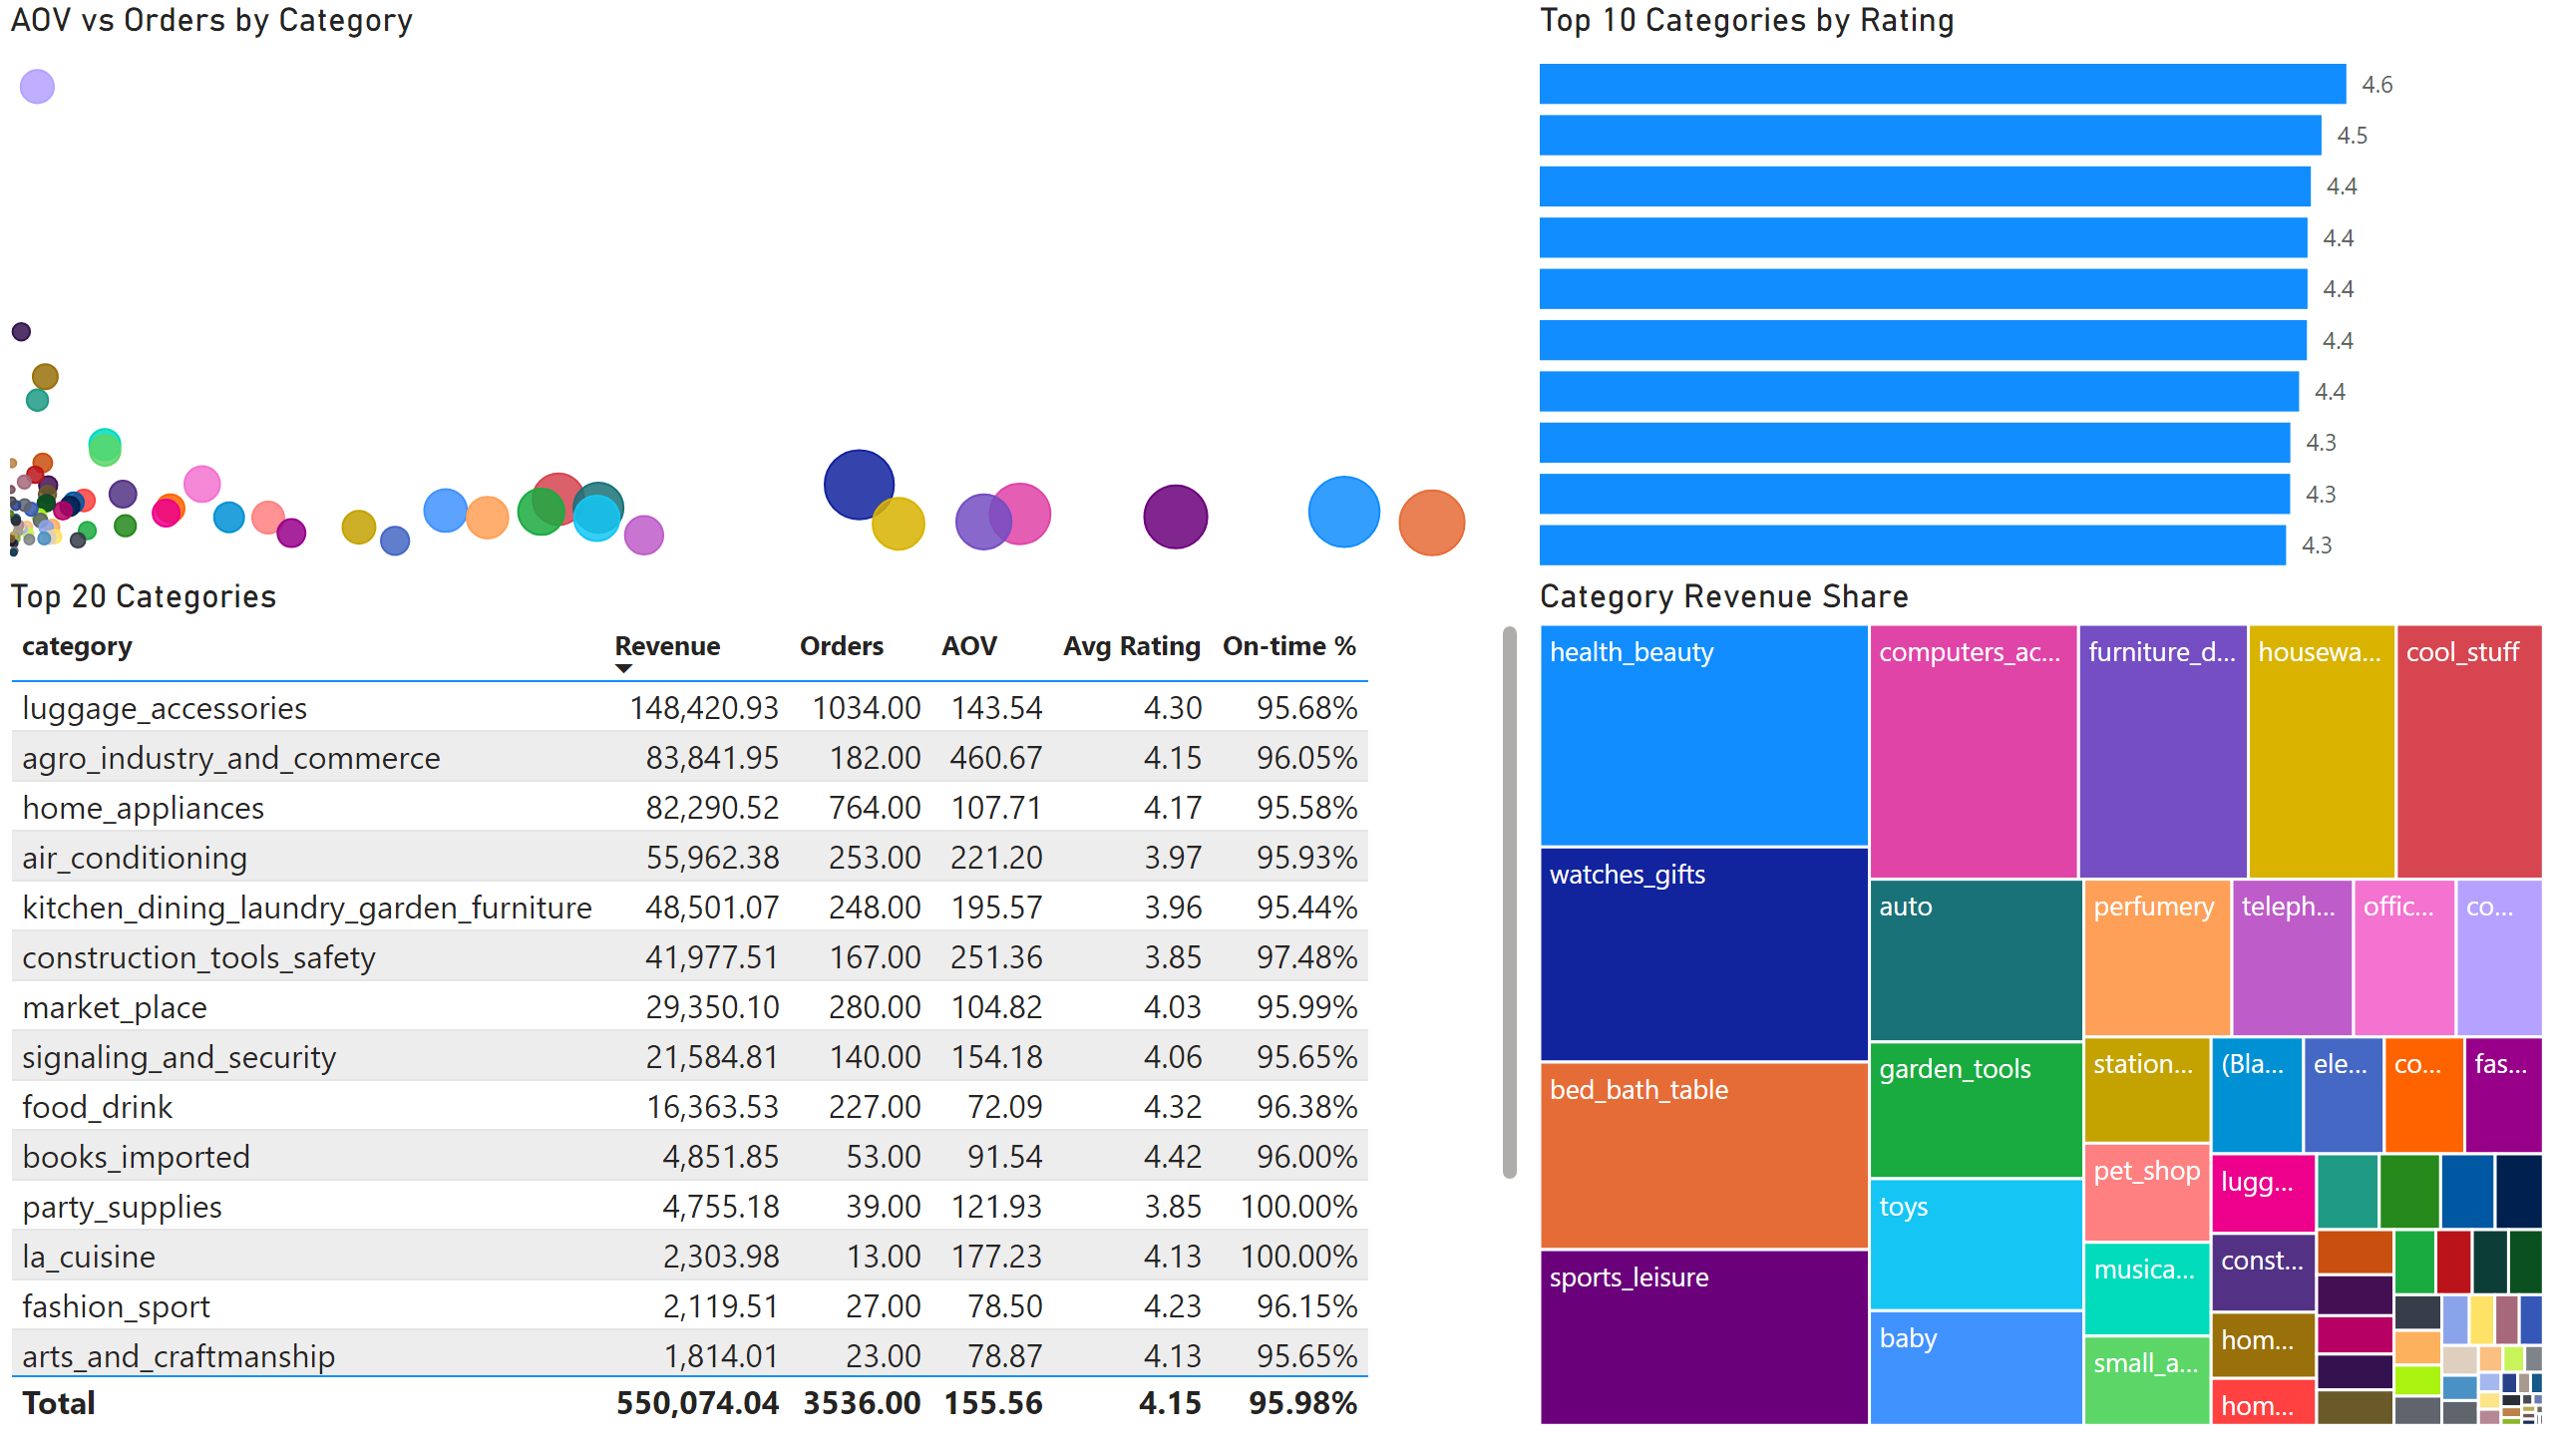 AOV vs Orders by Category
Top 10 Categories by Rating
4.6
4.5
4.4
4.4
4.4
4.4
4.4
4.3
4.3
4.3
Top 20 Categories
category Revenue Orders AOV Avg Rating On-time %
luggage_accessories 148,420.93 1034.00 143.54 4.30 95.68%
agro_industry_and_commerce 83,841.95 182.00 460.67 4.15 96.05%
home_appliances 82,290.52 764.00 107.71 4.17 95.58%
air_conditioning 55,962.38 253.00 221.20 3.97 95.93%
kitchen_dining_laundry_garden_furniture 48,501.07 248.00 195.57 3.96 95.44%
construction_tools_safety 41,977.51 167.00 251.36 3.85 97.48%
market_place 29,350.10 280.00 104.82 4.03 95.99%
signaling_and_security 21,584.81 140.00 154.18 4.06 95.65%
food_drink 16,363.53 227.00 72.09 4.32 96.38%
books_imported 4,851.85 53.00 91.54 4.42 96.00%
party_supplies 4,755.18 39.00 121.93 3.85 100.00%
la_cuisine 2,303.98 13.00 177.23 4.13 100.00%
fashion_sport 2,119.51 27.00 78.50 4.23 96.15%
arts_and_craftmanship 1,814.01 23.00 78.87 4.13 95.65%
Total 550,074.04 3536.00 155.56 4.15 95.98%
Category Revenue Share
health_beauty
watches_gifts
bed_bath_table
sports_leisure
computers_ac...
furniture_d...
housewa...
cool_stuff
auto
garden_tools
toys
baby
perfumery
teleph...
offic...
co...
station...
pet_shop
musica...
small_a...
(Bla...
ele...
co...
fas...
lugg...
const...
hom...
hom...